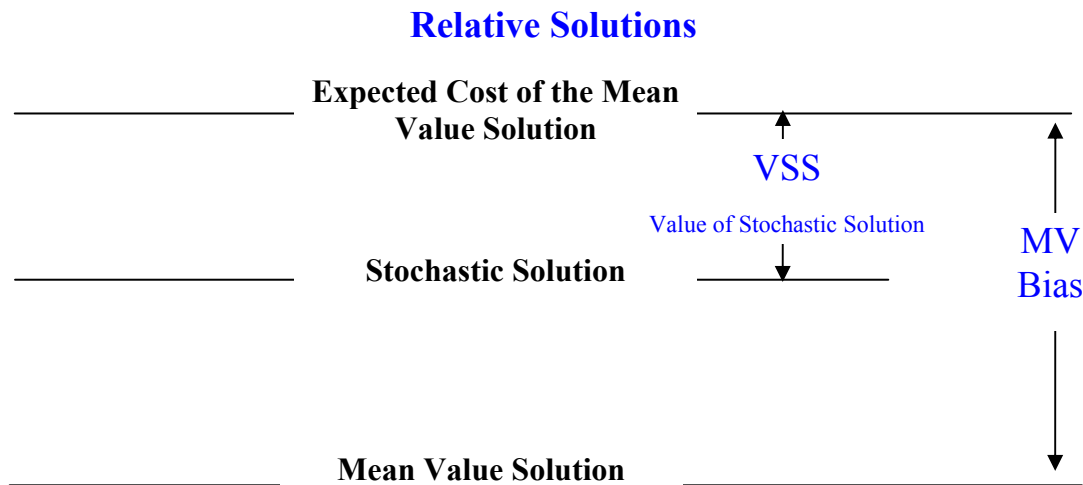 Relative Solutions
Expected Cost of the Mean
Value Solution
VSS
Value of Stochastic Solution
MV
Bias
Stochastic Solution
Mean Value Solution